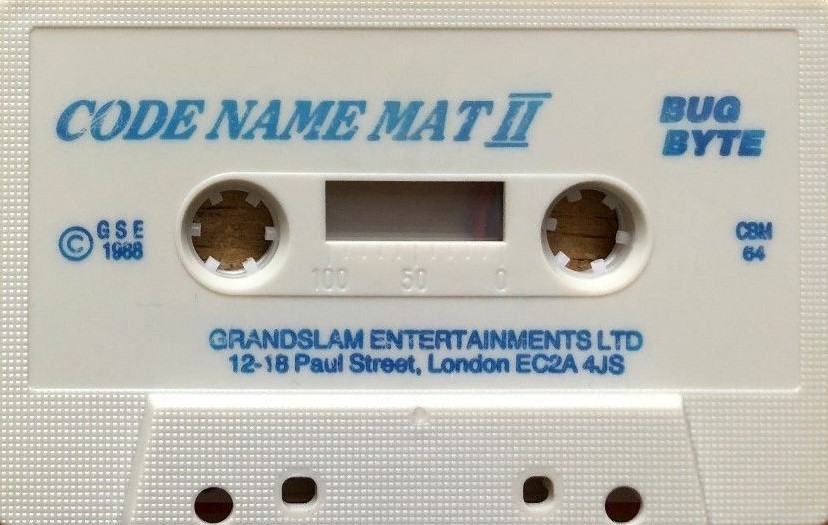 CODE NAME MAT II
BUG
BYTE
© G S E
1988
CBM
64
100 50 0
GRANDSLAM ENTERTAINMENTS LTD
12-18 Paul Street, London EC2A 4JS